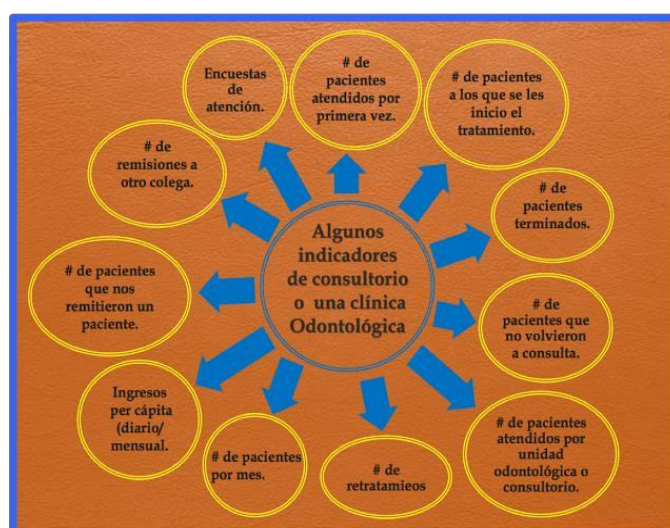 Algunos
indicadores
de consultorio
o una clínica
Odontológica
# de
pacientes
atendidos por
primera vez.
# de pacientes
a los que se les
inicio el
tratamiento.
# de
pacientes
terminados.
# de
pacientes que
no volvieron
a consulta.
# de pacientes
atendidos por
unidad
odontológica o
consultorio.
# de
retratamieos
# de pacientes
por mes.
Ingresos
per cápita
(diario/
mensual.
# de pacientes
que nos
remitieron un
paciente.
# de
remisiones a
otro colega.
Encuestas
de
atención.